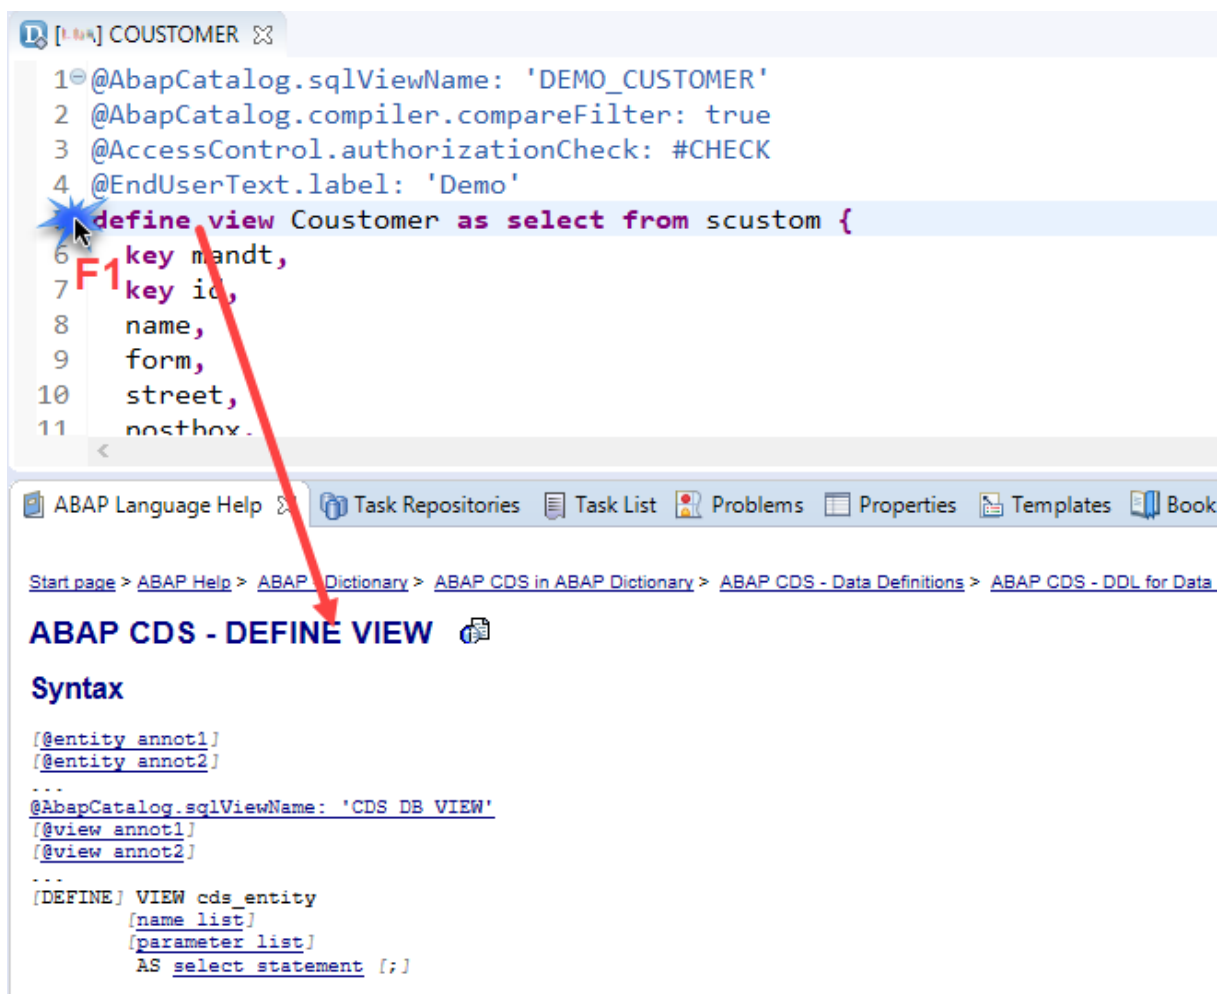 COUSTOMER
1 @AbapCatalog.sqlViewName: 'DEMO_CUSTOMER'
2 @AbapCatalog.compiler.compareFilter: true
3 @AccessControl.authorizationCheck: #CHECK
4 @EndUserText.label: 'Demo'
define view Coustomer as select from scustom {
6 key mandt,
F1
7 key id,
8 name,
9 form,
10 street,
11 postbox,
ABAP Language Help Task Repositories Task List Problems Properties Templates Book
Start page > ABAP Help > ABAP - Dictionary > ABAP CDS in ABAP Dictionary > ABAP CDS - Data Definitions > ABAP CDS - DDL for Data
ABAP CDS - DEFINE VIEW
Syntax
[@entity_annot1]
[@entity_annot2]
...
@AbapCatalog.sqlViewName: 'CDS_DB_VIEW'
[@view_annot1]
[@view_annot2]
...
[DEFINE] VIEW cds_entity
[name_list]
[parameter_list]
AS select_statement [;]